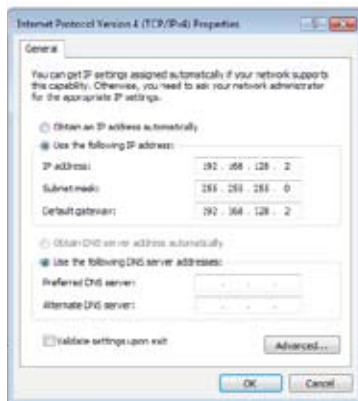 Internet Protocol Version 4 (TCP/IPv4) Properties
General
You can get IP settings assigned automatically if your network supports
this capability. Otherwise, you need to ask your network administrator
for the appropriate IP settings.
Obtain an IP address automatically
Use the following IP address:
IP address: 192 . 168 . 128 . 2
Subnet mask: 255 . 255 . 255 . 0
Default gateway: 192 . 168 . 128 . 2
Obtain DNS server address automatically
Use the following DNS server addresses:
Preferred DNS server:
Alternate DNS server:
Validate settings upon exit
Advanced...
OK
Cancel